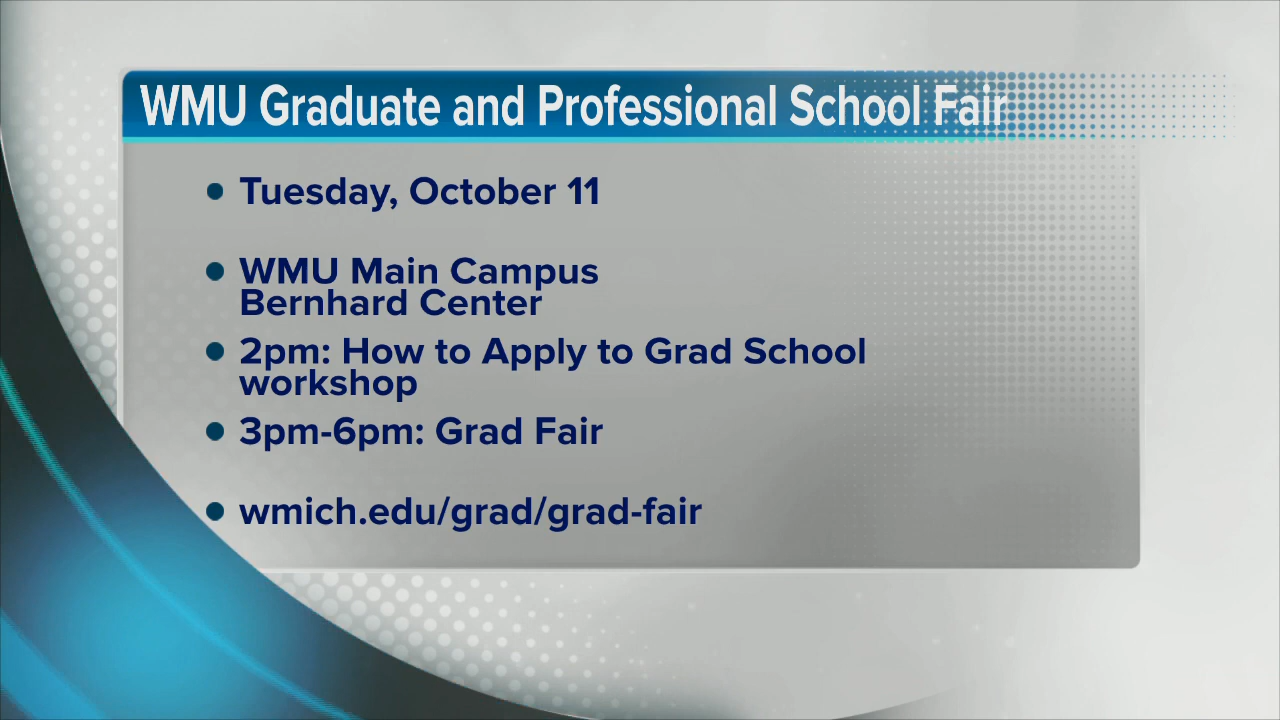 WMU Graduate and Professional School Fair
• Tuesday, October 11
• WMU Main Campus
Bernhard Center
• 2pm: How to Apply to Grad School
workshop
• 3pm-6pm: Grad Fair
• wmich.edu/grad/grad-fair